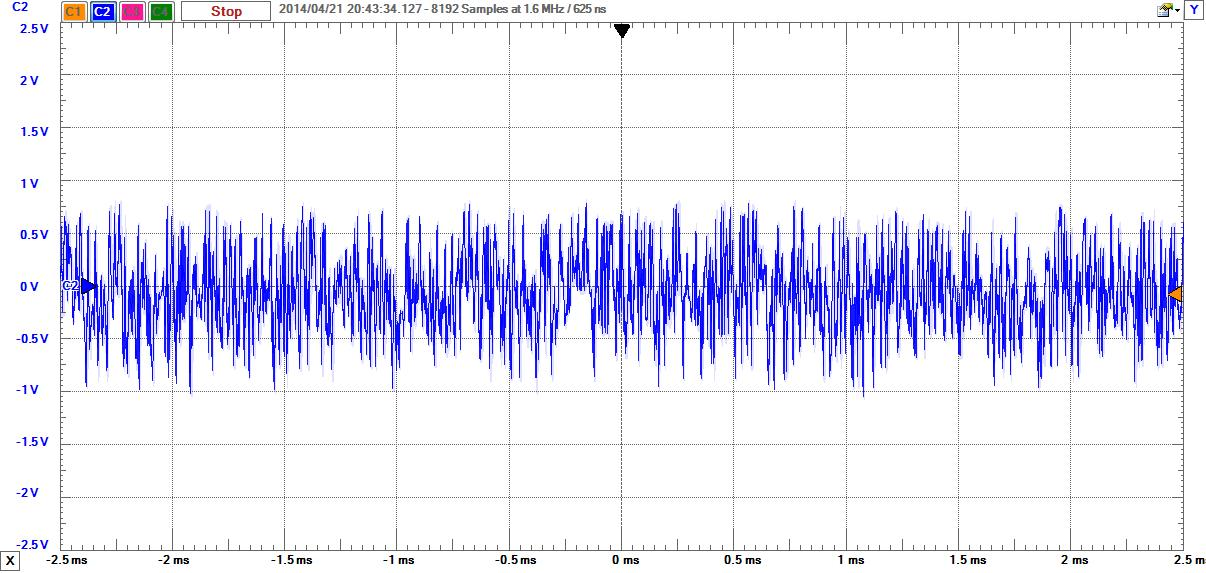 C2 C1 C2 C3 C4 Stop 2014/04/21 20:43:34.127 - 8192 Samples at 1.6 MHz / 625 ns Y
2.5 V
2 V
1.5 V
1 V
0.5 V
C2 0 V
-0.5 V
-1 V
-1.5 V
-2 V
-2.5 V
X -2.5 ms -2 ms -1.5 ms -1 ms -0.5 ms 0 ms 0.5 ms 1 ms 1.5 ms 2 ms 2.5 m